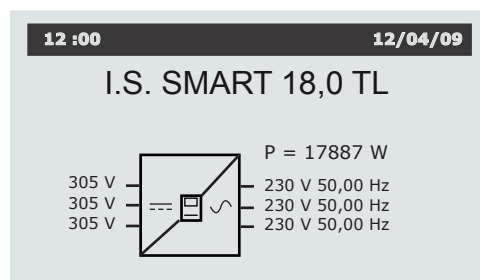 12 :00 12/04/09
I.S. SMART 18,0 TL
P = 17887 W
305 V 230 V 50,00 Hz
305 V 230 V 50,00 Hz
305 V 230 V 50,00 Hz